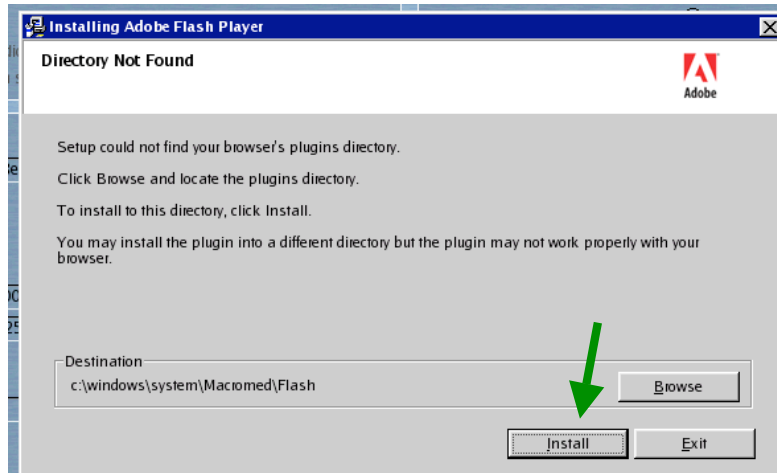 Installing Adobe Flash Player
Directory Not Found
Adobe
Setup could not find your browser's plugins directory.
Click Browse and locate the plugins directory.
To install to this directory, click Install.
You may install the plugin into a different directory but the plugin may not work properly with your
browser.
Destination
c:\windows\system\Macromed\Flash
Browse
Install
Exit